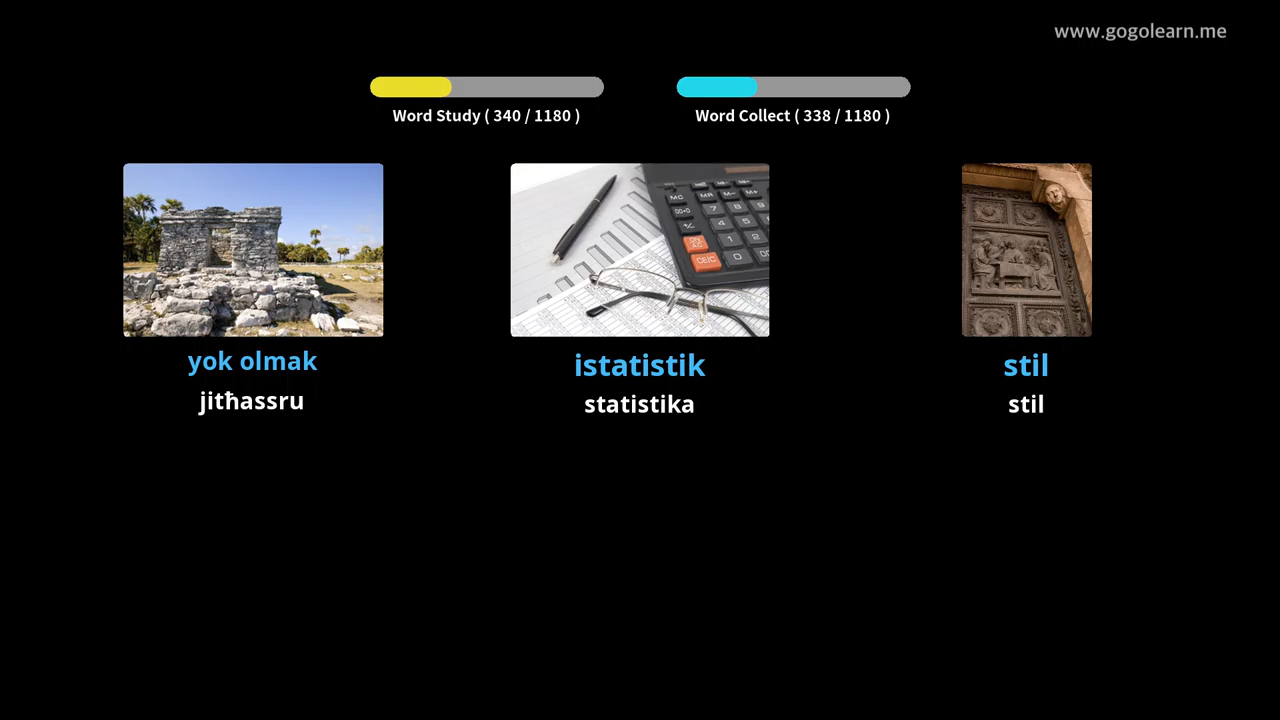 www.gogolearn.me
Word Study ( 340 / 1180 )
Word Collect ( 338 / 1180 )
yok olmak
jitħassru
istatistik
statistika
stil
stil